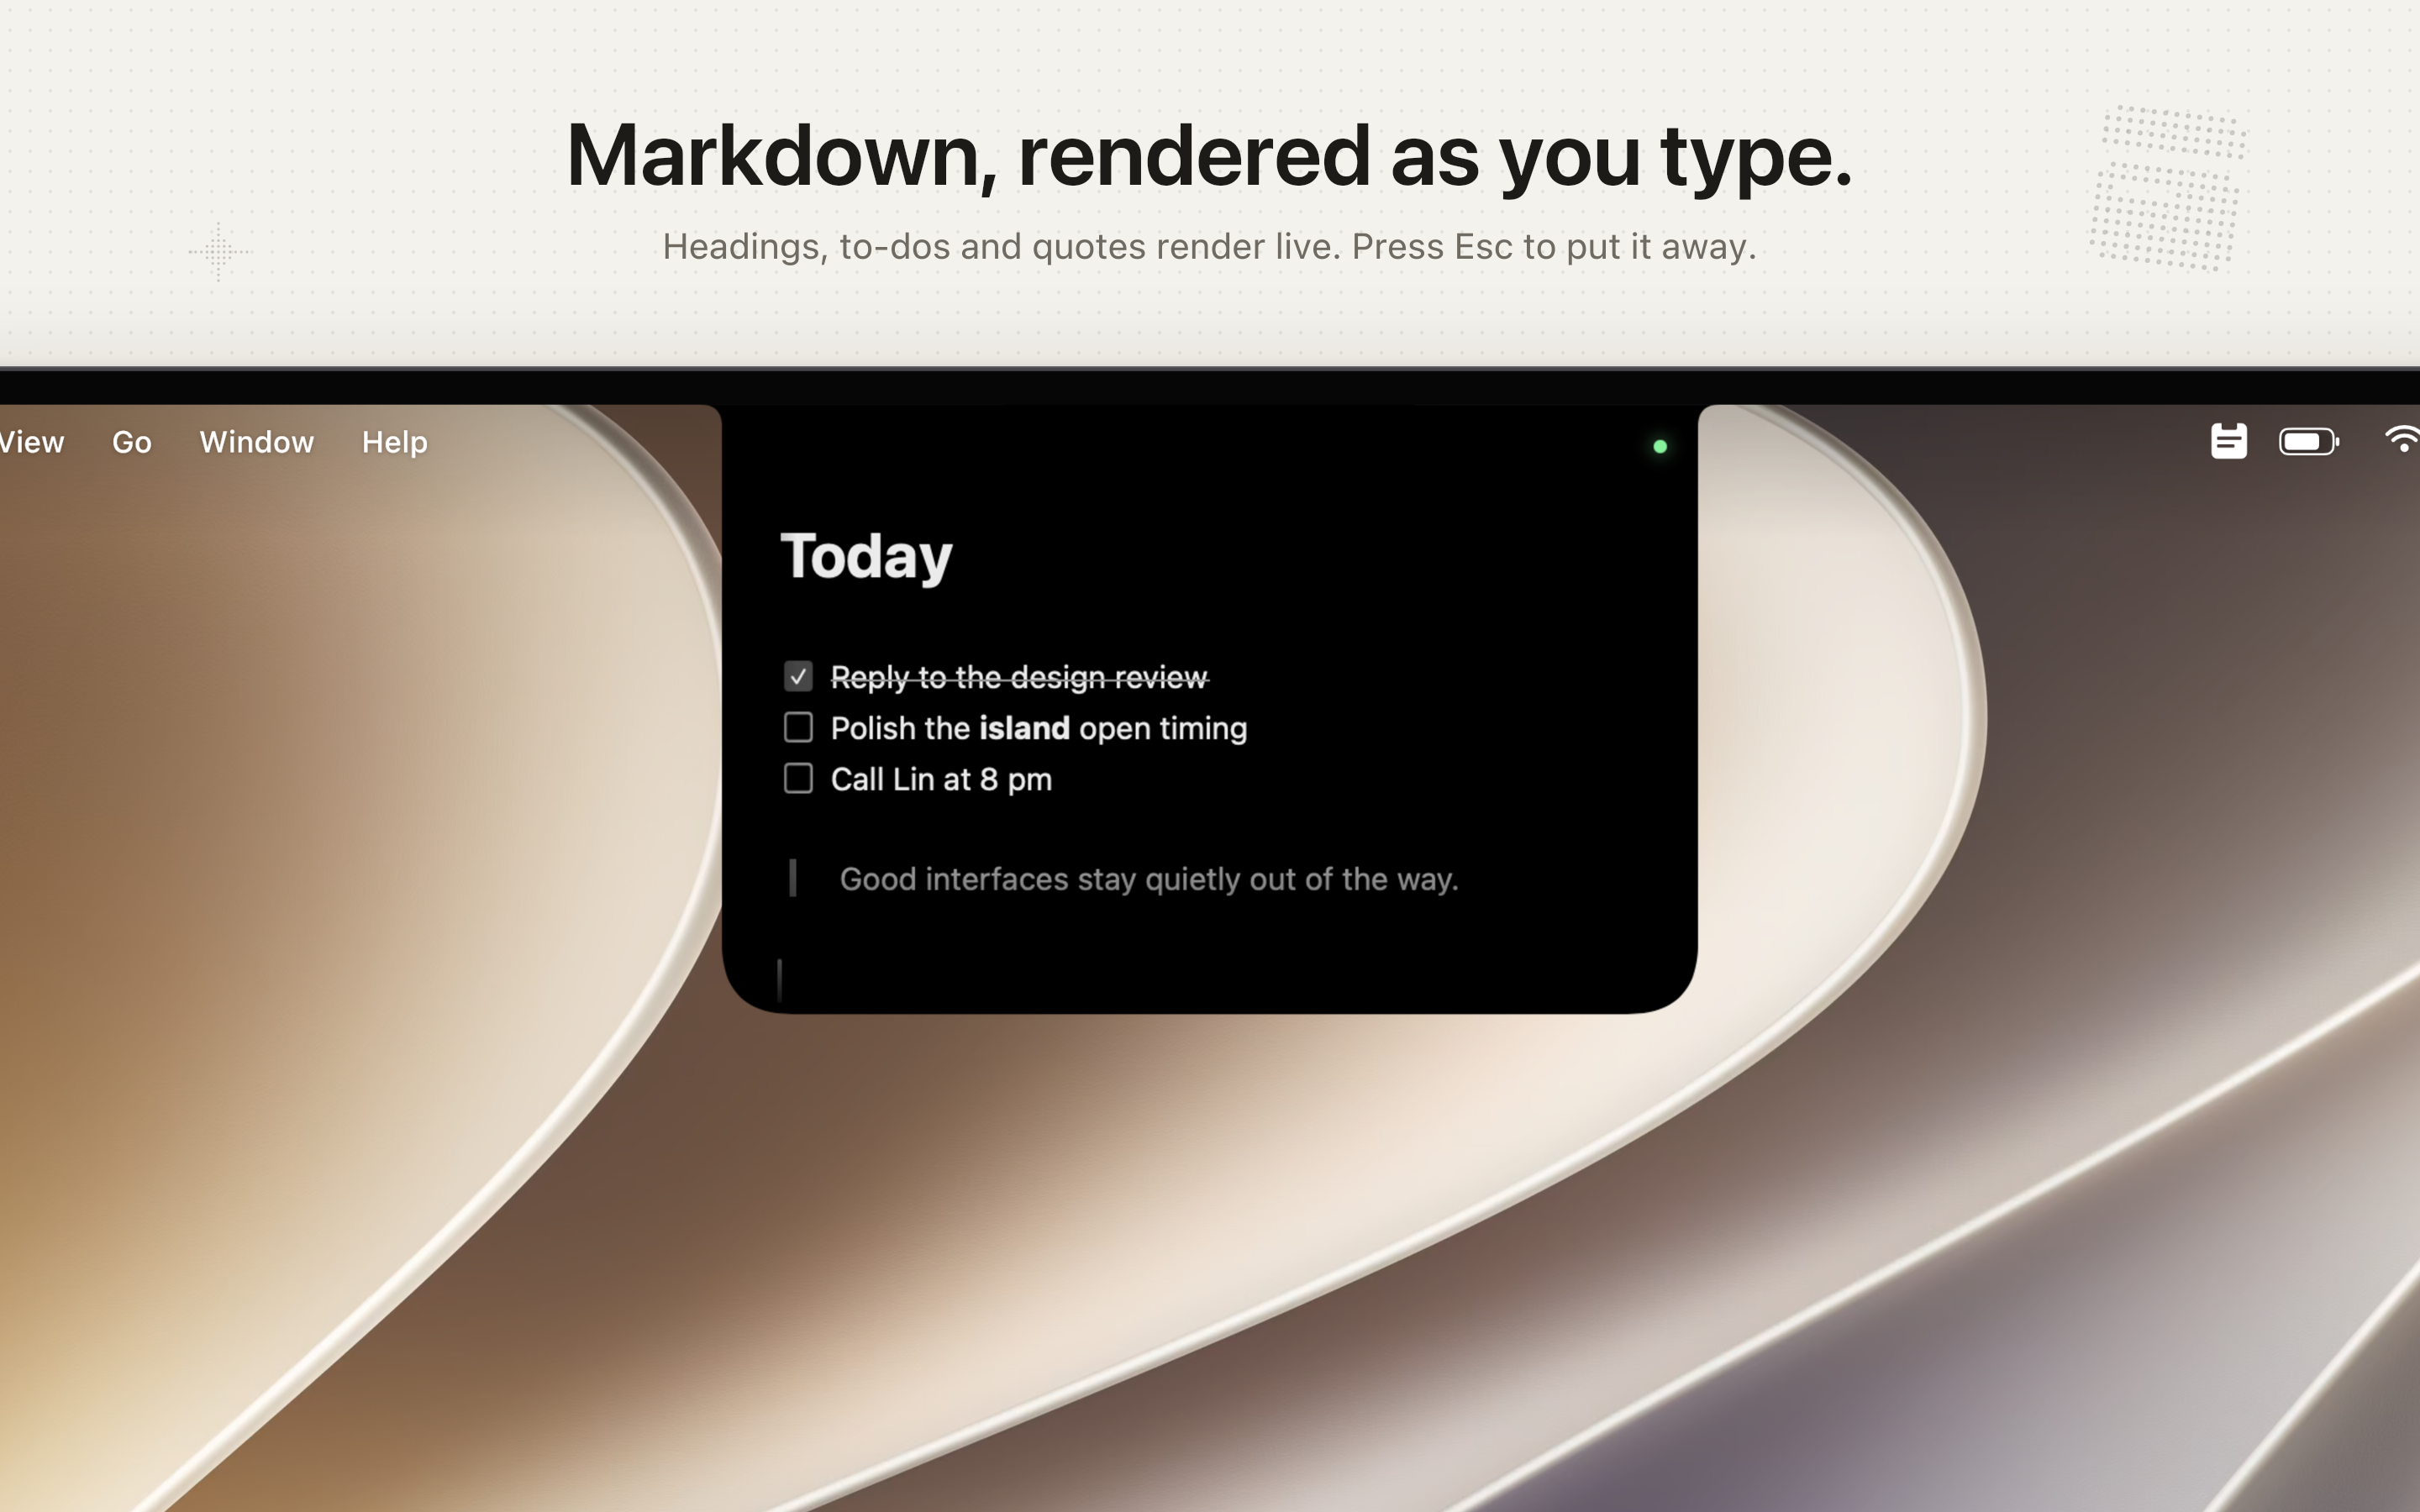 Markdown, rendered as you type.
Headings, to-dos and quotes render live. Press Esc to put it away.
View Go Window Help
Today
Reply to the design review
Polish the island open timing
Call Lin at 8 pm
Good interfaces stay quietly out of the way.